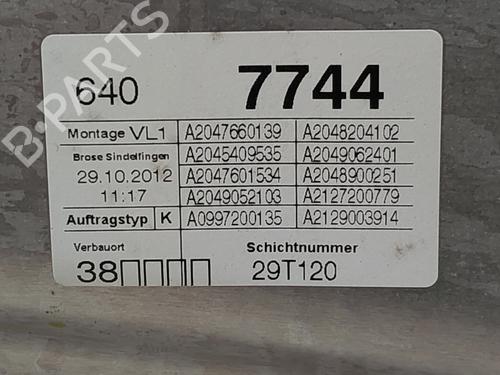 B-PARTS
640 7744
Montage VL1 A2047660139 A2048204102
Brose Sindelfingen A2045409535 A2049062401
29.10.2012 A2047601534 A2048900251
11:17 A2049052103 A2127200779
Auftragstyp K A0997200135 A2129003914
Verbauort Schichtnummer
38 29T120